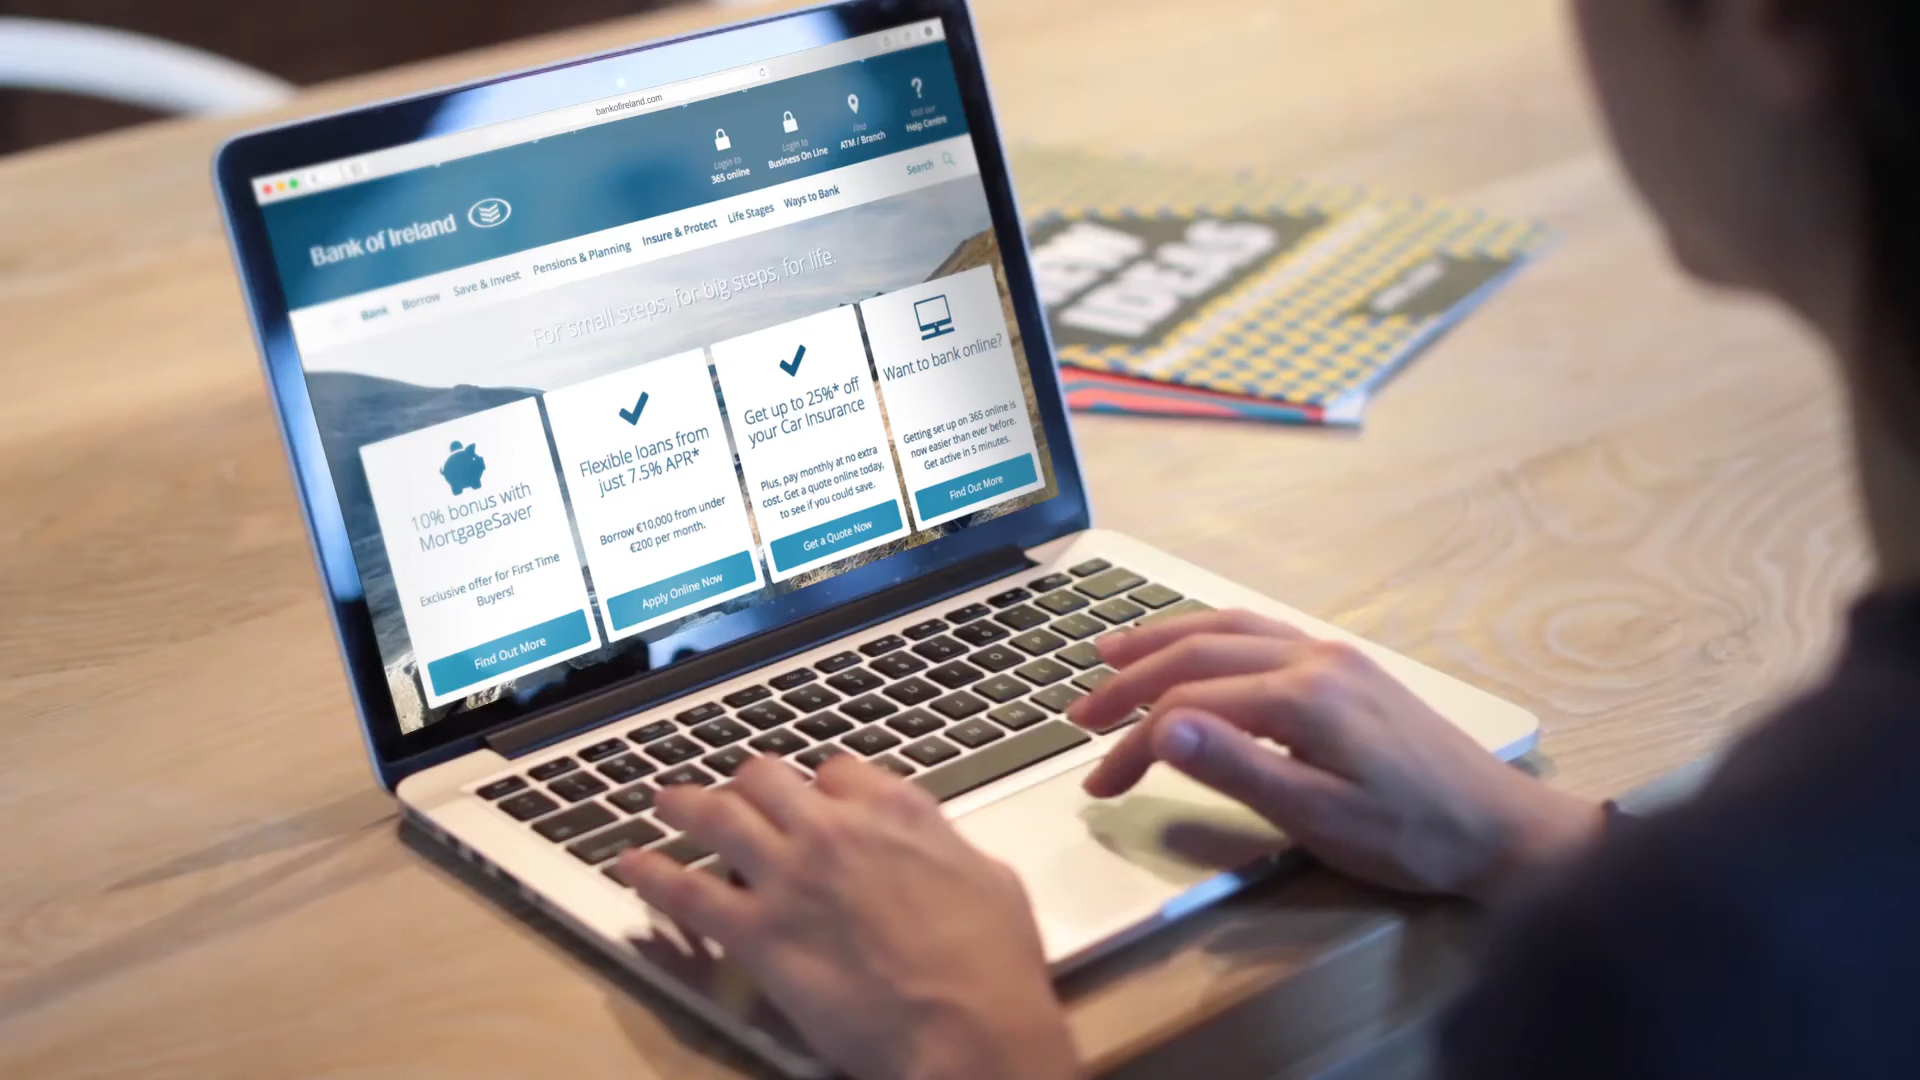 bankofireland.com
Bank of Ireland
Login to
365 online
Login to
Business On Line
Find
ATM / Branch
Visit our
Help Centre
Bank
Borrow
Save & Invest
Pensions & Planning
Insure & Protect
Life Stages
Ways to Bank
Search
For small steps, for big steps, for life.
10% bonus with
MortgageSaver
Exclusive offer for First Time
Buyers!
Find Out More
Flexible loans from
just 7.5% APR*
Borrow €10,000 from under
€200 per month.
Apply Online Now
Get up to 25%* off
your Car Insurance
Plus, pay monthly at no extra
cost. Get a quote online today,
to see if you could save.
Get a Quote Now
Want to bank online?
Getting set up on 365 online is
now easier than ever before.
Get active in 5 minutes.
Find Out More
NEW
IDEAS